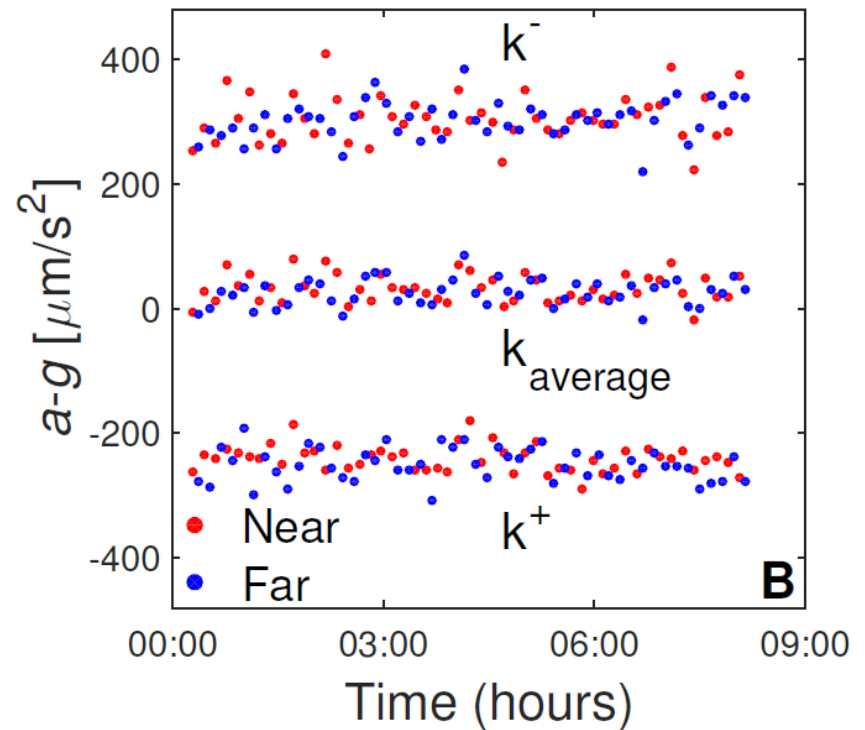 400
200
0
-200
-400
a-g [μm/s²]
k⁻
k_average
k⁺
Near
Far
B
00:00 03:00 06:00 09:00
Time (hours)